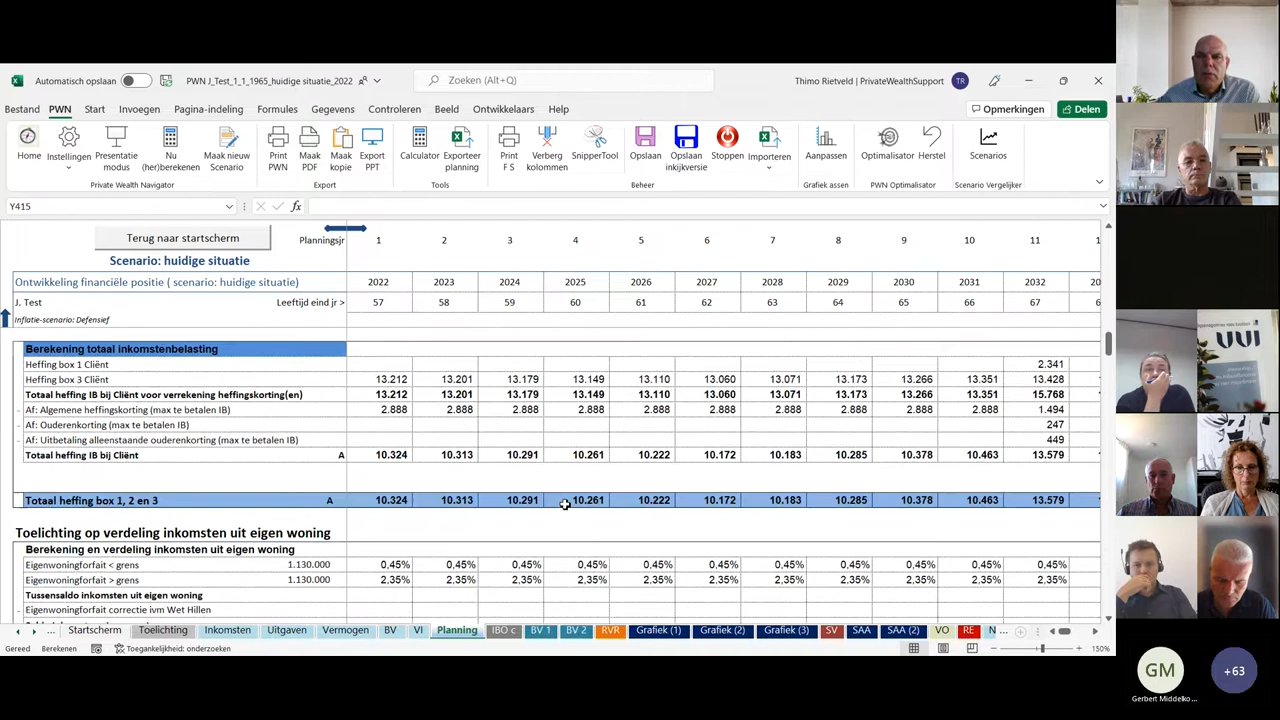 Automatisch opslaan
PWN J_Test_1_1_1965_huidige situatie_2022
Zoeken (Alt+Q)
Thimo Rietveld | PrivateWealthSupport
TR
Bestand PWN Start Invoegen Pagina-indeling Formules Gegevens Controleren Beeld Ontwikkelaars Help
Opmerkingen
Delen
Home
Instellingen
Presentatie modus
Nu (her)berekenen
Maak nieuw Scenario
Print PWN
Maak PDF
Maak kopie
Export PPT
Calculator
Exporteer planning
Print F S
Verberg kolommen
SnipperTool
Opslaan
Opslaan inkijkversie
Stoppen
Importeren
Aanpassen
Optimalisator
Herstel
Scenarios
Private Wealth Navigator Export Tools Beheer Grafiek assen PWN Optimalisator Scenario Vergelijker
Y415
fx
Terug naar startscherm
Planningsjr 1 2 3 4 5 6 7 8 9 10 11 1
Scenario: huidige situatie
Ontwikkeling financiële positie ( scenario: huidige situatie) 2022 2023 2024 2025 2026 2027 2028 2029 2030 2031 2032 20
J. Test Leeftijd eind jr > 57 58 59 60 61 62 63 64 65 66 67 6
Inflatie-scenario: Defensief
Berekening totaal inkomstenbelasting
Heffing box 1 Cliënt 2.341
Heffing box 3 Cliënt 13.212 13.201 13.179 13.149 13.110 13.060 13.071 13.173 13.266 13.351 13.428 1
Totaal heffing IB bij Cliënt voor verrekening heffingskorting(en) 13.212 13.201 13.179 13.149 13.110 13.060 13.071 13.173 13.266 13.351 15.768 1
Af: Algemene heffingskorting (max te betalen IB) 2.888 2.888 2.888 2.888 2.888 2.888 2.888 2.888 2.888 2.888 1.494
Af: Ouderenkorting (max te betalen IB) 247
Af: Uitbetaling alleenstaande ouderenkorting (max te betalen IB) 449
Totaal heffing IB bij Cliënt A 10.324 10.313 10.291 10.261 10.222 10.172 10.183 10.285 10.378 10.463 13.579 1
Totaal heffing box 1, 2 en 3 A 10.324 10.313 10.291 10.261 10.222 10.172 10.183 10.285 10.378 10.463 13.579 1
Toelichting op verdeling inkomsten uit eigen woning
Berekening en verdeling inkomsten uit eigen woning
Eigenwoningforfait < grens 1.130.000 0,45% 0,45% 0,45% 0,45% 0,45% 0,45% 0,45% 0,45% 0,45% 0,45% 0,45%
Eigenwoningforfait > grens 1.130.000 2,35% 2,35% 2,35% 2,35% 2,35% 2,35% 2,35% 2,35% 2,35% 2,35% 2,35%
Tussensaldo inkomsten uit eigen woning
Eigenwoningforfait correctie ivm Wet Hillen
Startscherm Toelichting Inkomsten Uitgaven Vermogen BV VI Planning IBO c BV 1 BV 2 RVR Grafiek (1) Grafiek (2) Grafiek (3) SV SAA SAA (2) VO RE N ...
Gereed Berekenen Toegankelijkheid: onderzoeken 150%
GM
+63
Gerbert Middelko ...